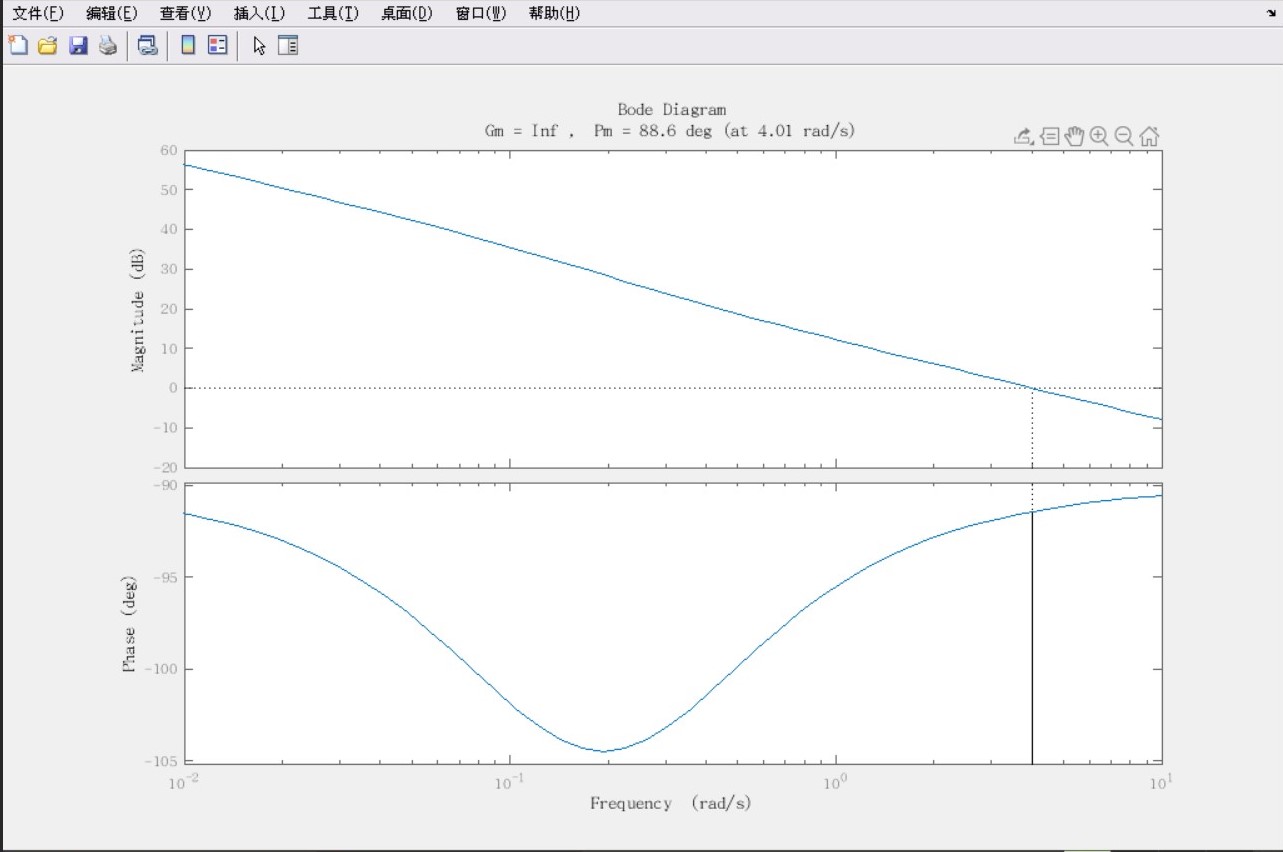 文件(F) 编辑(E) 查看(V) 插入(I) 工具(T) 桌面(D) 窗口(W) 帮助(H)
Bode Diagram
Gm = Inf , Pm = 88.6 deg (at 4.01 rad/s)
Magnitude (dB)
60
50
40
30
20
10
0
-10
-20
Phase (deg)
-90
-95
-100
-105
10^-2 10^-1 10^0 10^1
Frequency (rad/s)